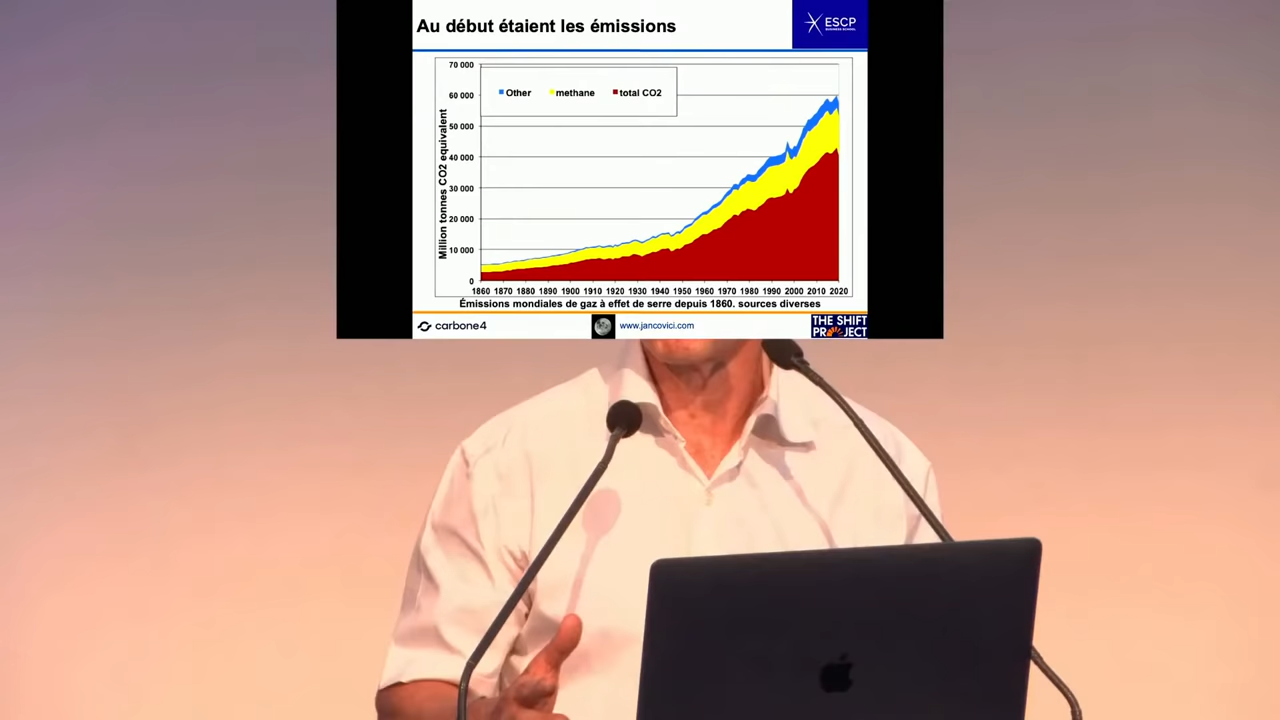 Au début étaient les émissions
ESCP
BUSINESS SCHOOL
70 000
60 000
50 000
40 000
30 000
20 000
10 000
0
Million tonnes CO2 equivalent
Other
methane
total CO2
1860 1870 1880 1890 1900 1910 1920 1930 1940 1950 1960 1970 1980 1990 2000 2010 2020
Émissions mondiales de gaz à effet de serre depuis 1860. sources diverses
carbone4
www.jancovici.com
THE SHIFT
PROJECT